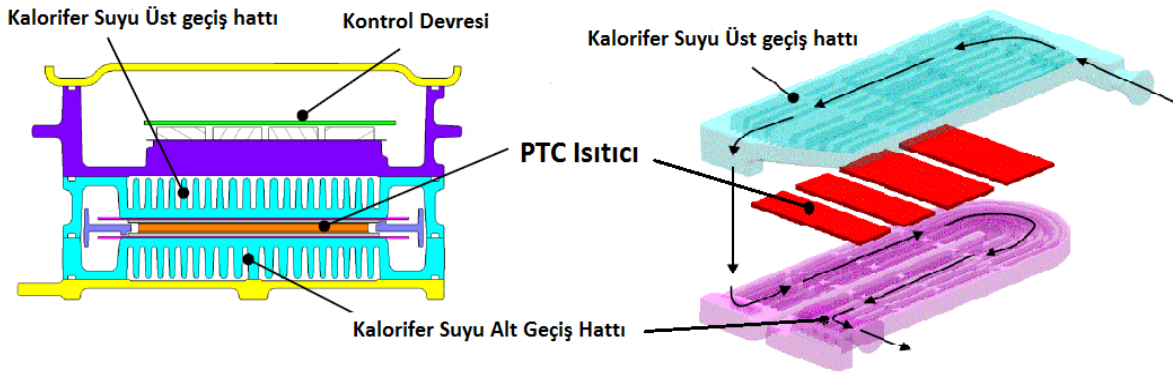 Kalorifer Suyu Üst geçiş hattı
Kontrol Devresi
Kalorifer Suyu Üst geçiş hattı
PTC Isıtıcı
Kalorifer Suyu Alt Geçiş Hattı